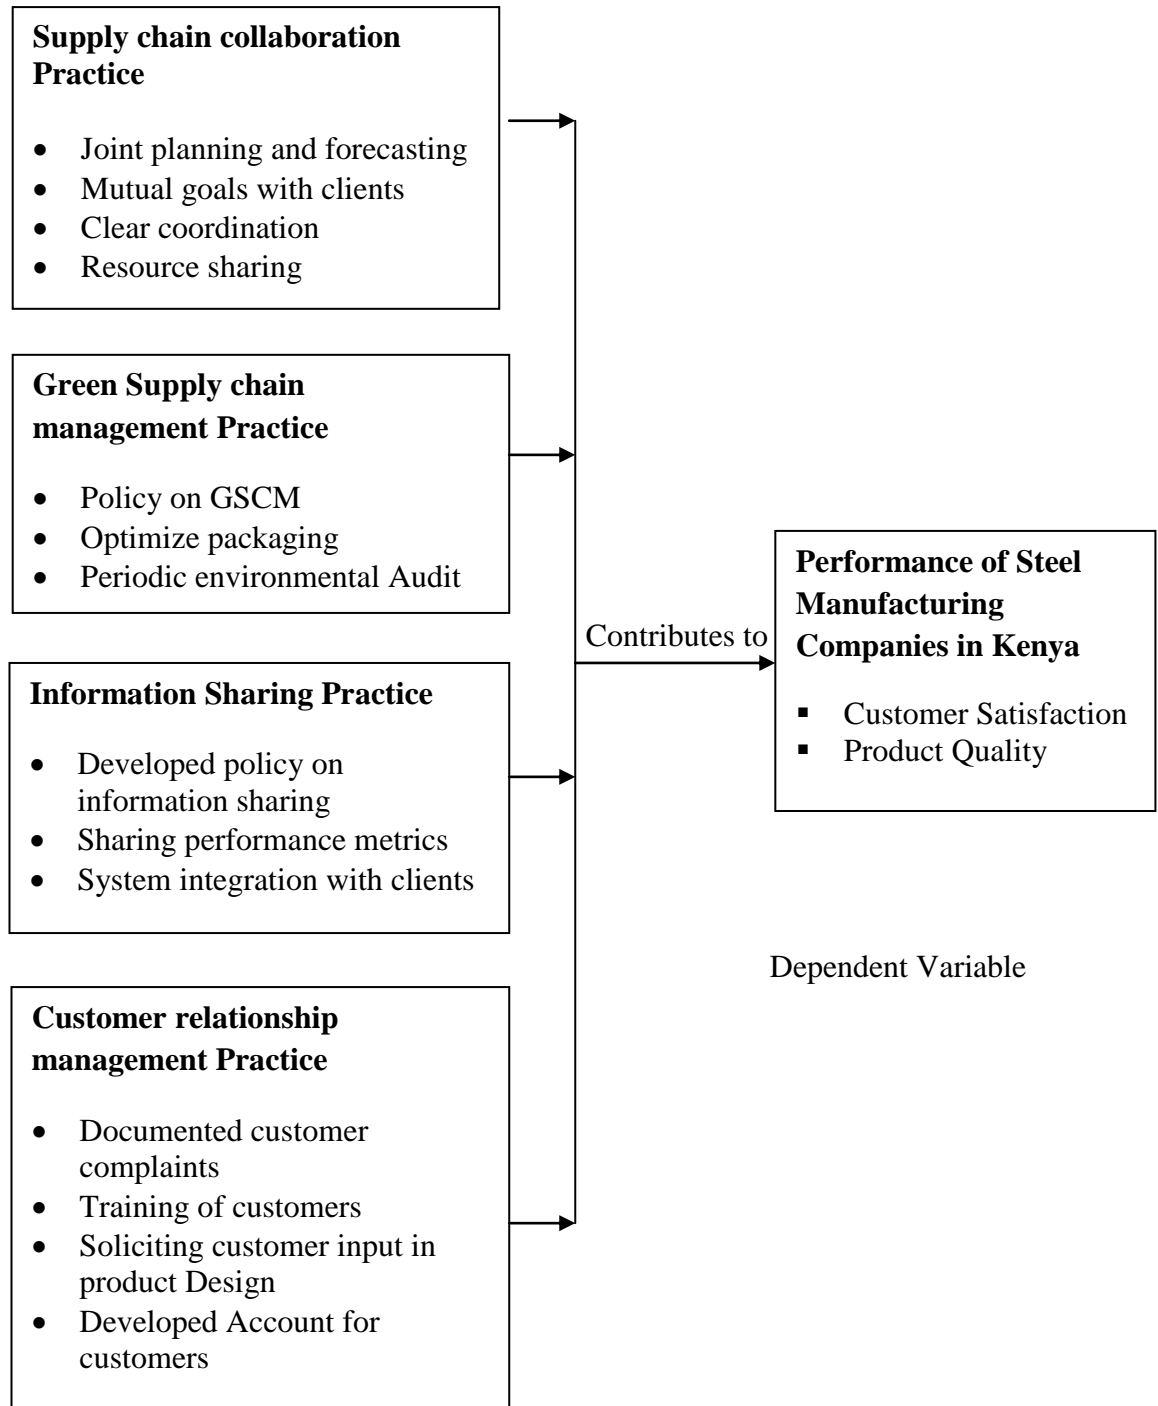 Supply chain collaboration
Practice
• Joint planning and forecasting
• Mutual goals with clients
• Clear coordination
• Resource sharing
Green Supply chain
management Practice
• Policy on GSCM
• Optimize packaging
• Periodic environmental Audit
Information Sharing Practice
• Developed policy on
information sharing
• Sharing performance metrics
• System integration with clients
Customer relationship
management Practice
• Documented customer
complaints
• Training of customers
• Soliciting customer input in
product Design
• Developed Account for
customers
Contributes to
Performance of Steel
Manufacturing
Companies in Kenya
▪ Customer Satisfaction
▪ Product Quality
Dependent Variable